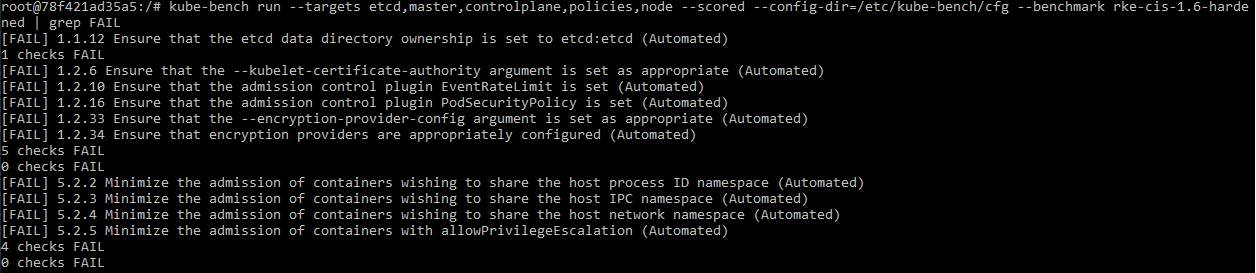 root@78f421ad35a5:/# kube-bench run --targets etcd,master,controlplane,policies,node --scored --config-dir=/etc/kube-bench/cfg --benchmark rke-cis-1.6-harde
ned | grep FAIL
[FAIL] 1.1.12 Ensure that the etcd data directory ownership is set to etcd:etcd (Automated)
1 checks FAIL
[FAIL] 1.2.6 Ensure that the --kubelet-certificate-authority argument is set as appropriate (Automated)
[FAIL] 1.2.10 Ensure that the admission control plugin EventRateLimit is set (Automated)
[FAIL] 1.2.16 Ensure that the admission control plugin PodSecurityPolicy is set (Automated)
[FAIL] 1.2.33 Ensure that the --encryption-provider-config argument is set as appropriate (Automated)
[FAIL] 1.2.34 Ensure that encryption providers are appropriately configured (Automated)
5 checks FAIL
0 checks FAIL
[FAIL] 5.2.2 Minimize the admission of containers wishing to share the host process ID namespace (Automated)
[FAIL] 5.2.3 Minimize the admission of containers wishing to share the host IPC namespace (Automated)
[FAIL] 5.2.4 Minimize the admission of containers wishing to share the host network namespace (Automated)
[FAIL] 5.2.5 Minimize the admission of containers with allowPrivilegeEscalation (Automated)
4 checks FAIL
0 checks FAIL